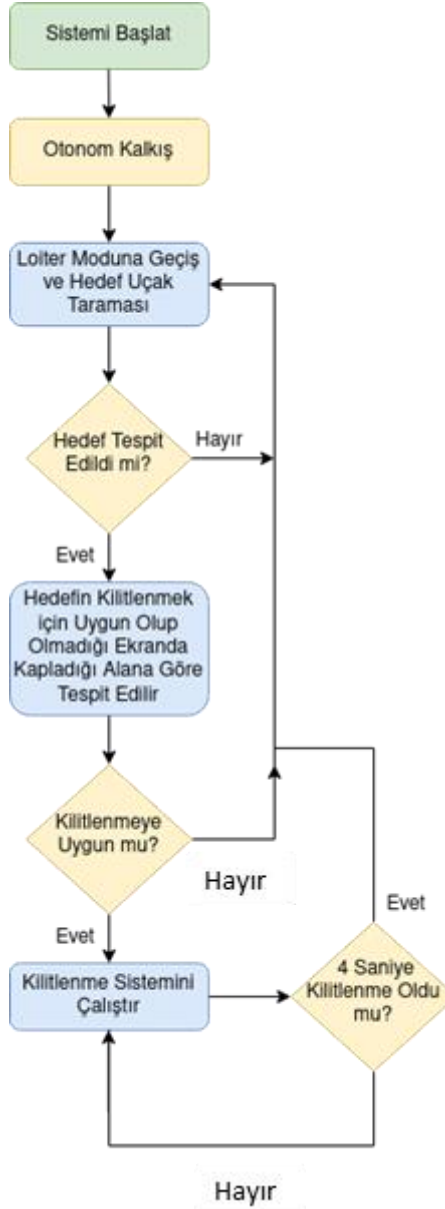 Sistemi Başlat
Otonom Kalkış
Loiter Moduna Geçiş
ve Hedef Uçak
Taraması
Hedef Tespit
Edildi mi?
Hayır
Evet
Hedefin Kilitlenmek
için Uygun Olup
Olmadığı Ekranda
Kapladığı Alana Göre
Tespit Edilir
Kilitlenmeye
Uygun mu?
Hayır
Evet
Evet
Kilitlenme Sistemini
Çalıştır
4 Saniye
Kilitlenme Oldu
mu?
Hayır